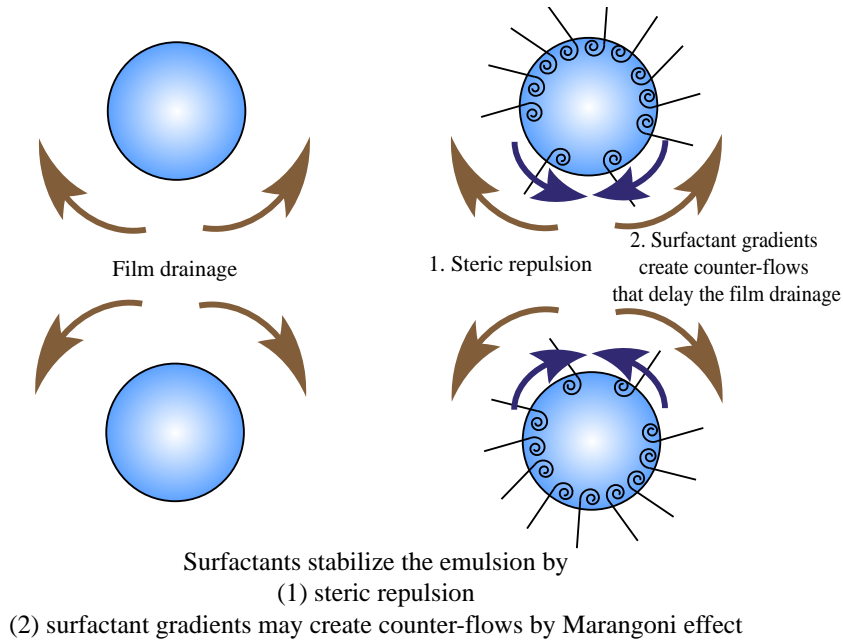 Film drainage
1. Steric repulsion
2. Surfactant gradients
create counter-flows
that delay the film drainage
Surfactants stabilize the emulsion by
(1) steric repulsion
(2) surfactant gradients may create counter-flows by Marangoni effect